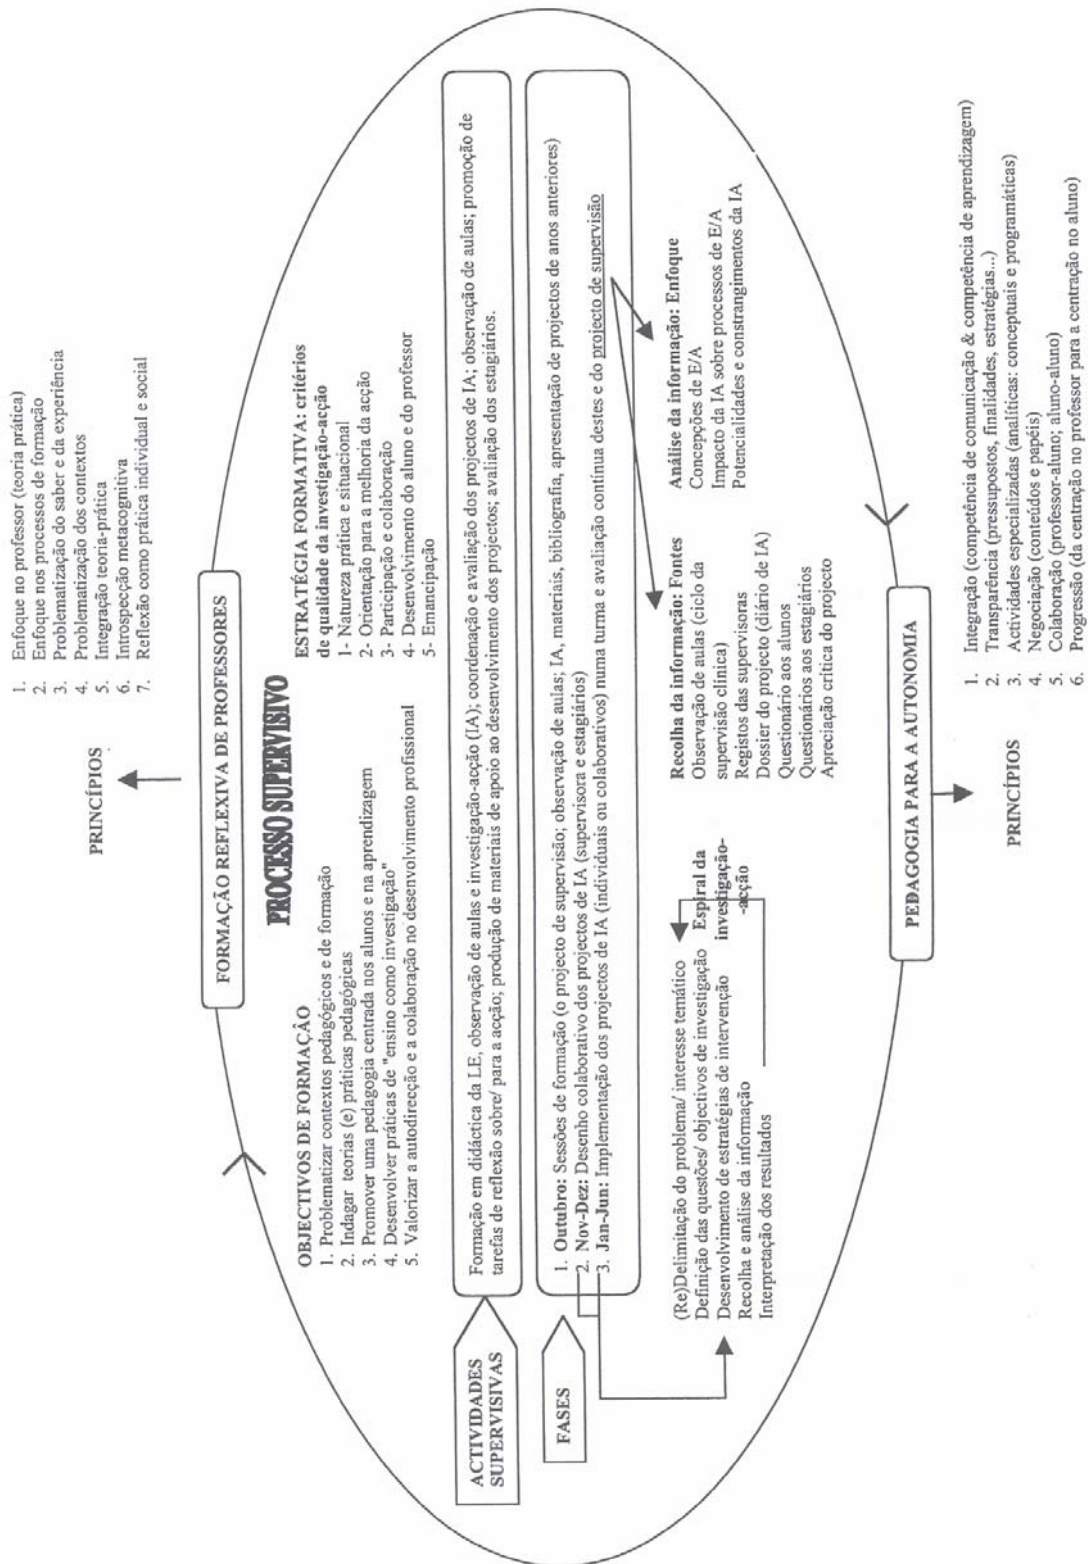 PRINCÍPIOS
1. Enfoque no professor (teoria prática)
2. Enfoque nos processos de formação
3. Problematização do saber e da experiência
4. Problematização dos contextos
5. Integração teoria-prática
6. Introspecção metacognitiva
7. Reflexão como prática individual e social
FORMAÇÃO REFLEXIVA DE PROFESSORES
PROCESSO SUPERVISIVO
OBJECTIVOS DE FORMAÇÃO
1. Problematizar contextos pedagógicos e de formação
2. Indagar teorias (e) práticas pedagógicas
3. Promover uma pedagogia centrada nos alunos e na aprendizagem
4. Desenvolver práticas de "ensino como investigação"
5. Valorizar a autodirecção e a colaboração no desenvolvimento profissional
ESTRATÉGIA FORMATIVA: critérios
de qualidade da investigação-acção
1- Natureza prática e situacional
2- Orientação para a melhoria da acção
3- Participação e colaboração
4- Desenvolvimento do aluno e do professor
5- Emancipação
ACTIVIDADES
SUPERVISIVAS
Formação em didáctica da LE, observação de aulas e investigação-acção (IA); coordenação e avaliação dos projectos de IA; observação de aulas; promoção de
tarefas de reflexão sobre/ para a acção; produção de materiais de apoio ao desenvolvimento dos projectos; avaliação dos estagiários.
FASES
1. Outubro: Sessões de formação (o projecto de supervisão; observação de aulas; IA, materiais, bibliografia, apresentação de projectos de anos anteriores)
2. Nov-Dez: Desenho colaborativo dos projectos de IA (supervisora e estagiários)
3. Jan-Jun: Implementação dos projectos de IA (individuais ou colaborativos) numa turma e avaliação contínua destes e do projecto de supervisão
(Re)Delimitação do problema/ interesse temático
Definição das questões/ objectivos de investigação
Desenvolvimento de estratégias de intervenção
Recolha e análise da informação
Interpretação dos resultados
Espiral da
investigação-
-acção
Recolha da informação: Fontes
Observação de aulas (ciclo da
supervisão clínica)
Registos das supervisoras
Dossier do projecto (diário de IA)
Questionário aos alunos
Questionários aos estagiários
Apreciação crítica do projecto
Análise da informação: Enfoque
Concepções de E/A
Impacto da IA sobre processos de E/A
Potencialidades e constrangimentos da IA
PEDAGOGIA PARA A AUTONOMIA
PRINCÍPIOS
1. Integração (competência de comunicação & competência de aprendizagem)
2. Transparência (pressupostos, finalidades, estratégias...)
3. Actividades especializadas (analíticas: conceptuais e programáticas)
4. Negociação (conteúdos e papéis)
5. Colaboração (professor-aluno; aluno-aluno)
6. Progressão (da centração no professor para a centração no aluno)